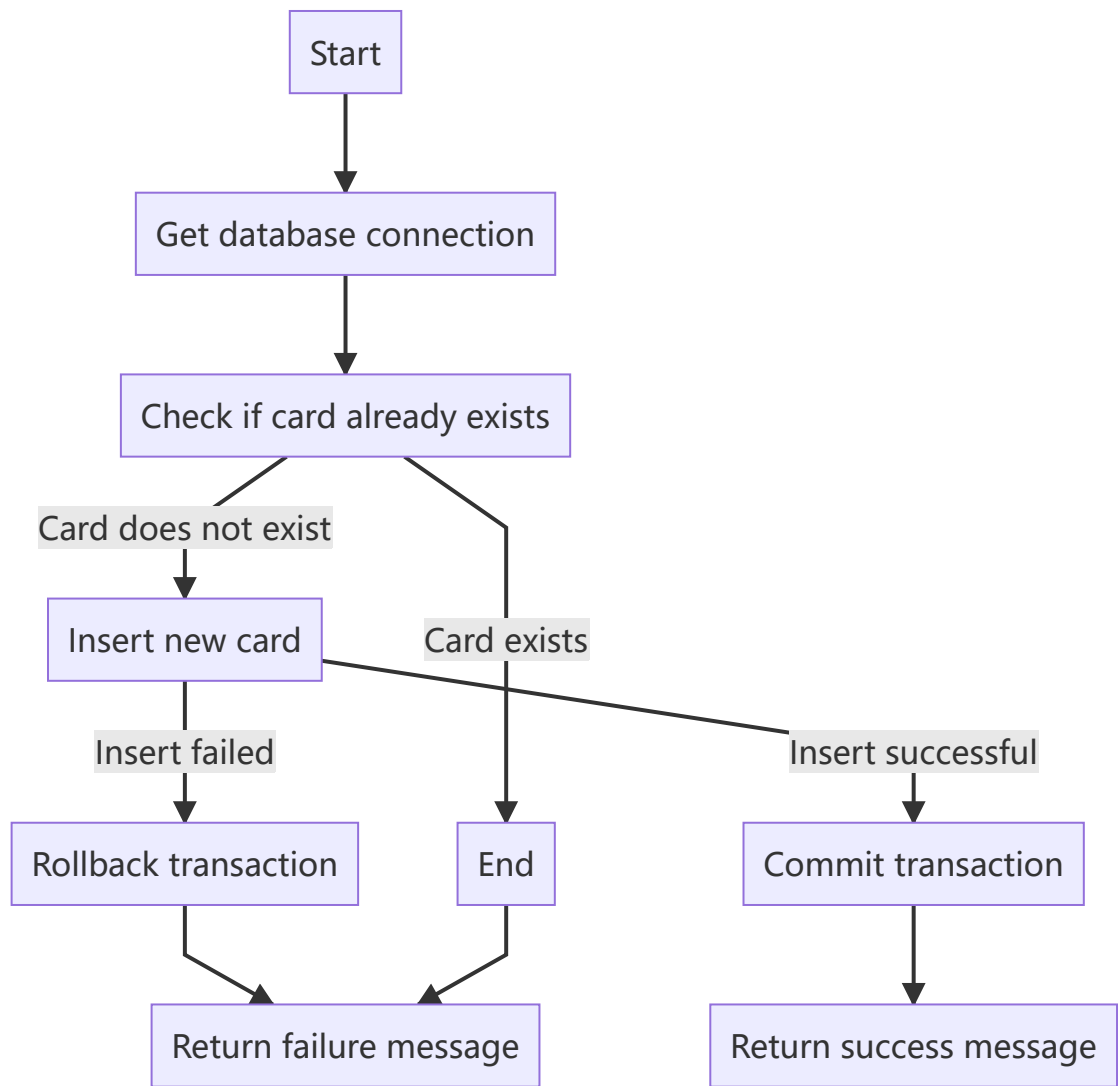 Start
Get database connection
Check if card already exists
Card does not exist
Insert new card
Card exists
Insert failed
Insert successful
Rollback transaction
End
Commit transaction
Return failure message
Return success message